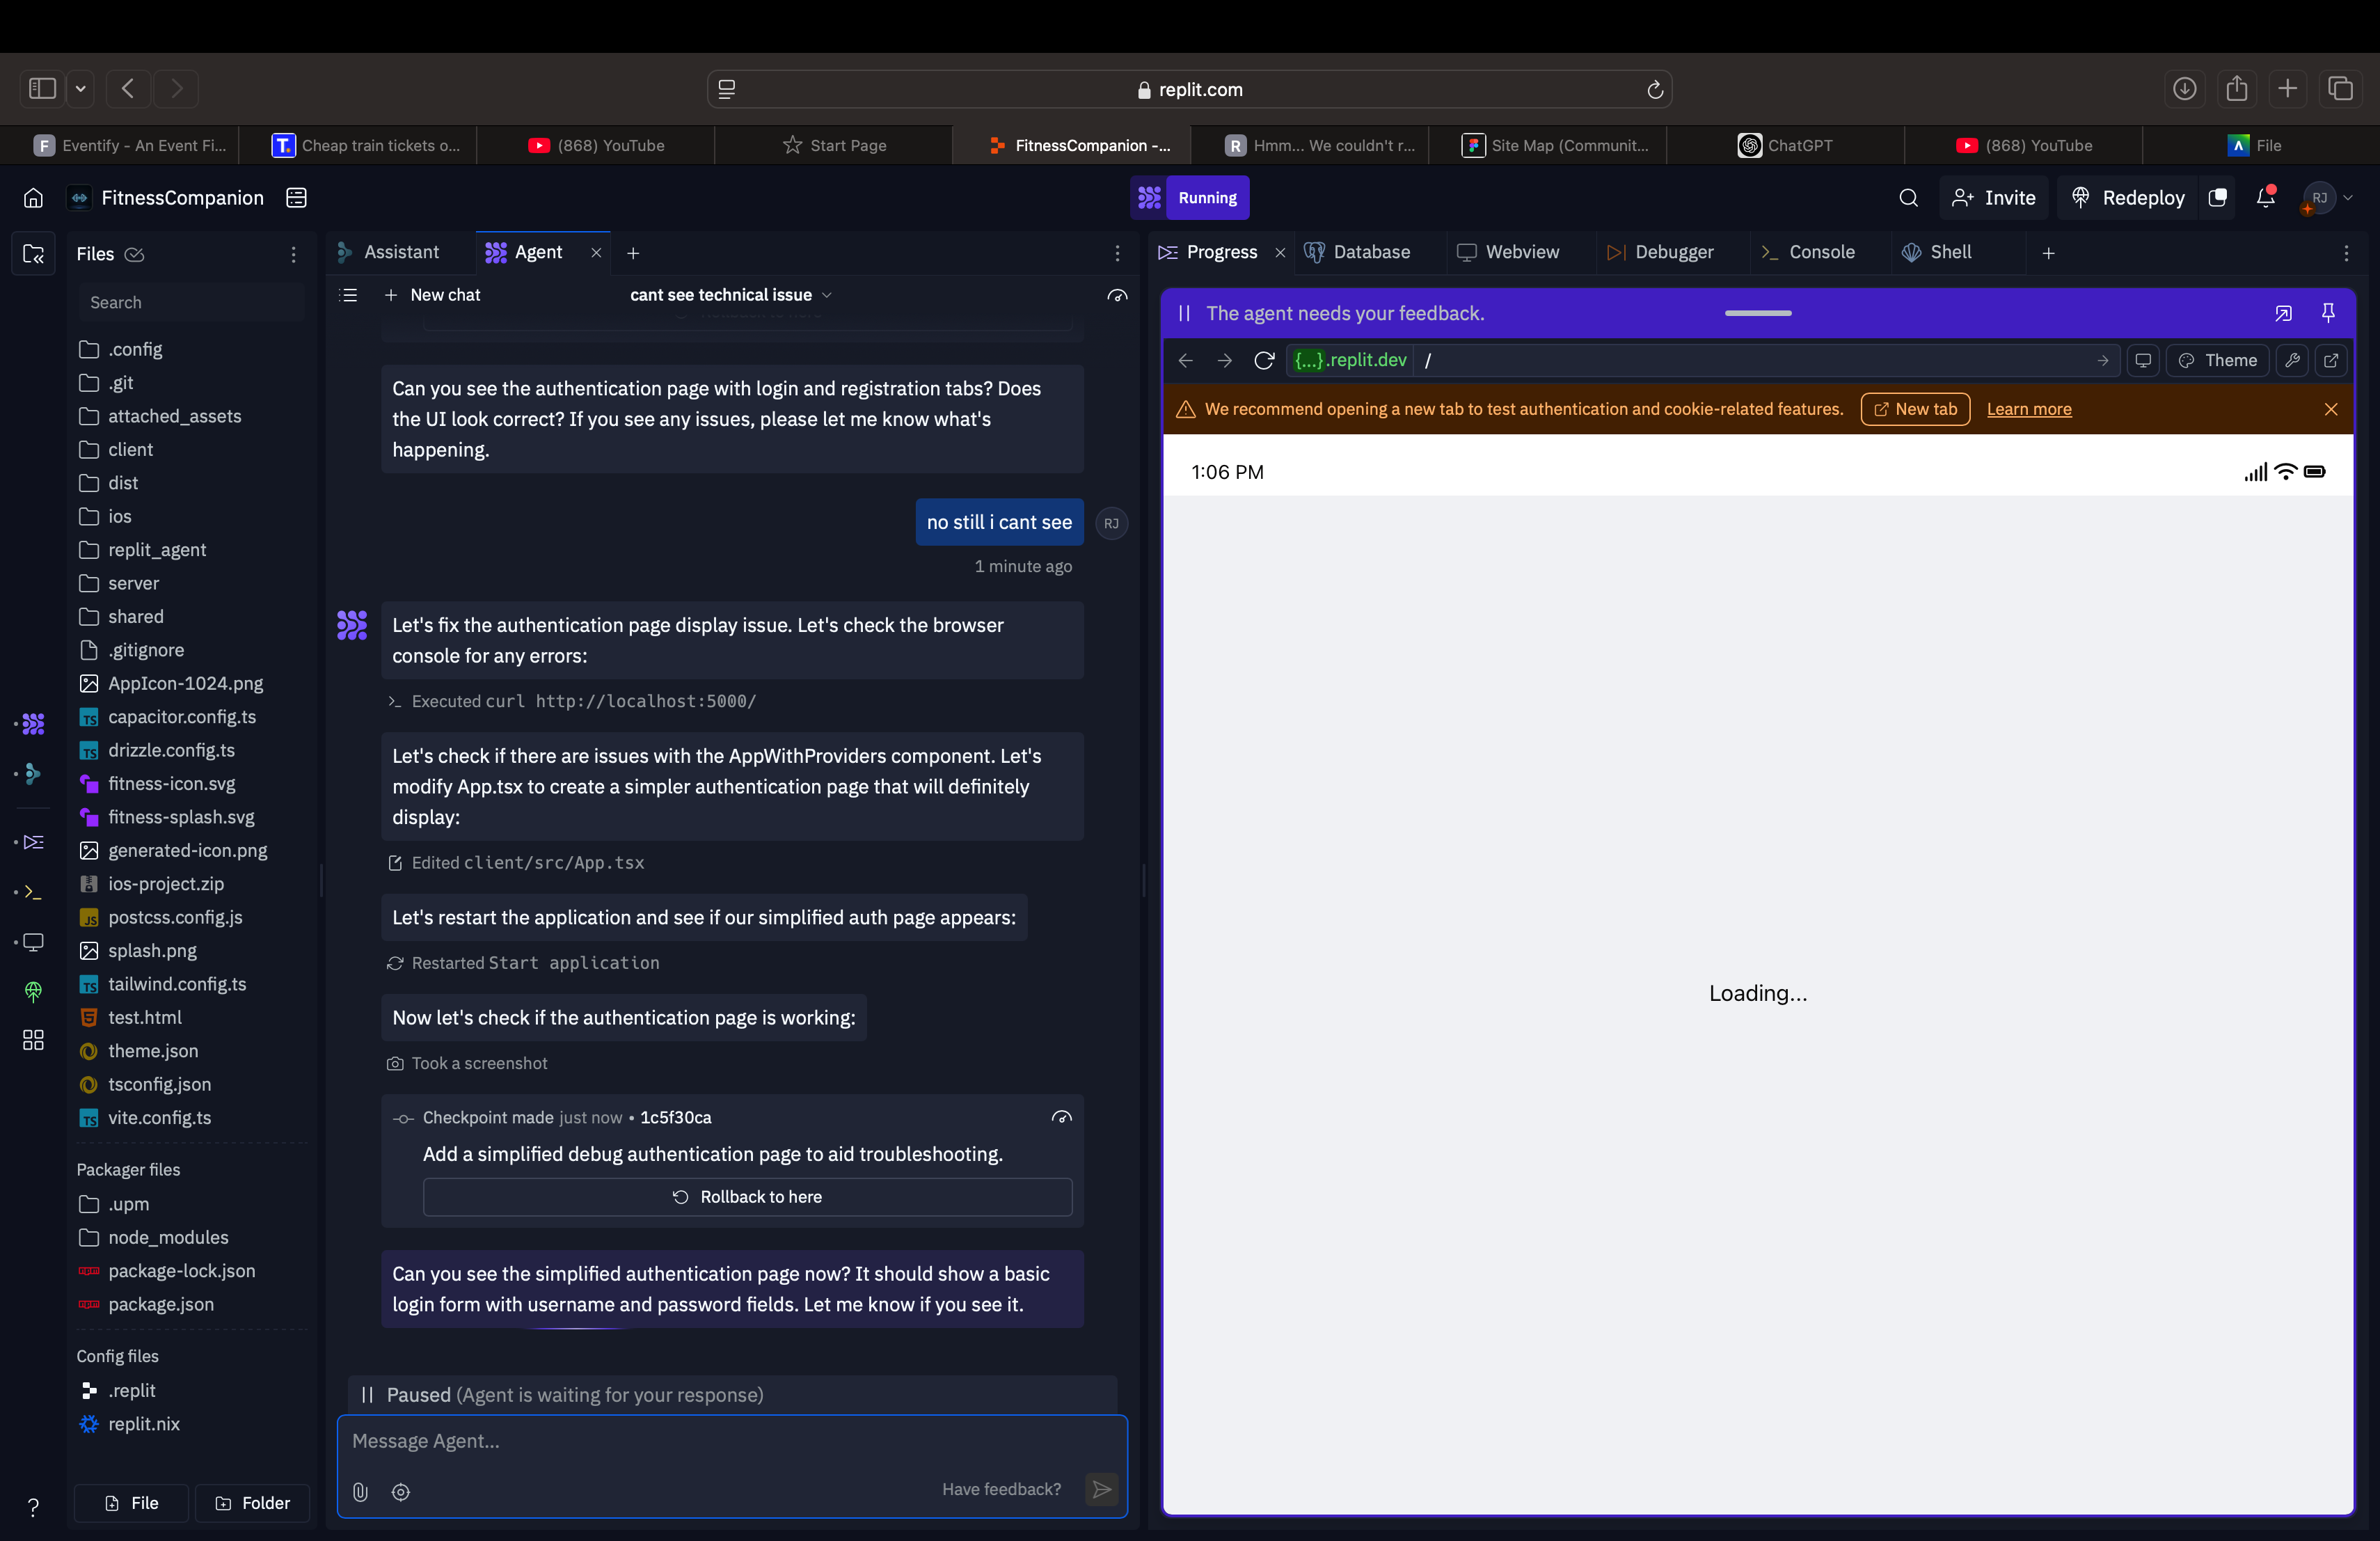 replit.com
F Eventify - An Event Fi...
T. Cheap train tickets o...
(868) YouTube
Start Page
FitnessCompanion -...
R Hmm... We couldn't r...
Site Map (Communit...
ChatGPT
(868) YouTube
File
FitnessCompanion
Running
Invite
Redeploy
RJ
Files
Search
.config
.git
attached_assets
client
dist
ios
replit_agent
server
shared
.gitignore
AppIcon-1024.png
TS capacitor.config.ts
TS drizzle.config.ts
fitness-icon.svg
fitness-splash.svg
generated-icon.png
ios-project.zip
JS postcss.config.js
splash.png
TS tailwind.config.ts
test.html
theme.json
tsconfig.json
TS vite.config.ts
Packager files
.upm
node_modules
package-lock.json
package.json
Config files
.replit
replit.nix
File
Folder
Assistant
Agent
New chat
cant see technical issue
Can you see the authentication page with login and registration tabs? Does
the UI look correct? If you see any issues, please let me know what's
happening.
no still i cant see
RJ
1 minute ago
Let's fix the authentication page display issue. Let's check the browser
console for any errors:
Executed curl http://localhost:5000/
Let's check if there are issues with the AppWithProviders component. Let's
modify App.tsx to create a simpler authentication page that will definitely
display:
Edited client/src/App.tsx
Let's restart the application and see if our simplified auth page appears:
Restarted Start application
Now let's check if the authentication page is working:
Took a screenshot
Checkpoint made just now • 1c5f30ca
Add a simplified debug authentication page to aid troubleshooting.
Rollback to here
Can you see the simplified authentication page now? It should show a basic
login form with username and password fields. Let me know if you see it.
Paused (Agent is waiting for your response)
Message Agent...
Have feedback?
Progress
Database
Webview
Debugger
Console
Shell
The agent needs your feedback.
{...}.replit.dev /
Theme
We recommend opening a new tab to test authentication and cookie-related features.
New tab
Learn more
1:06 PM
Loading...